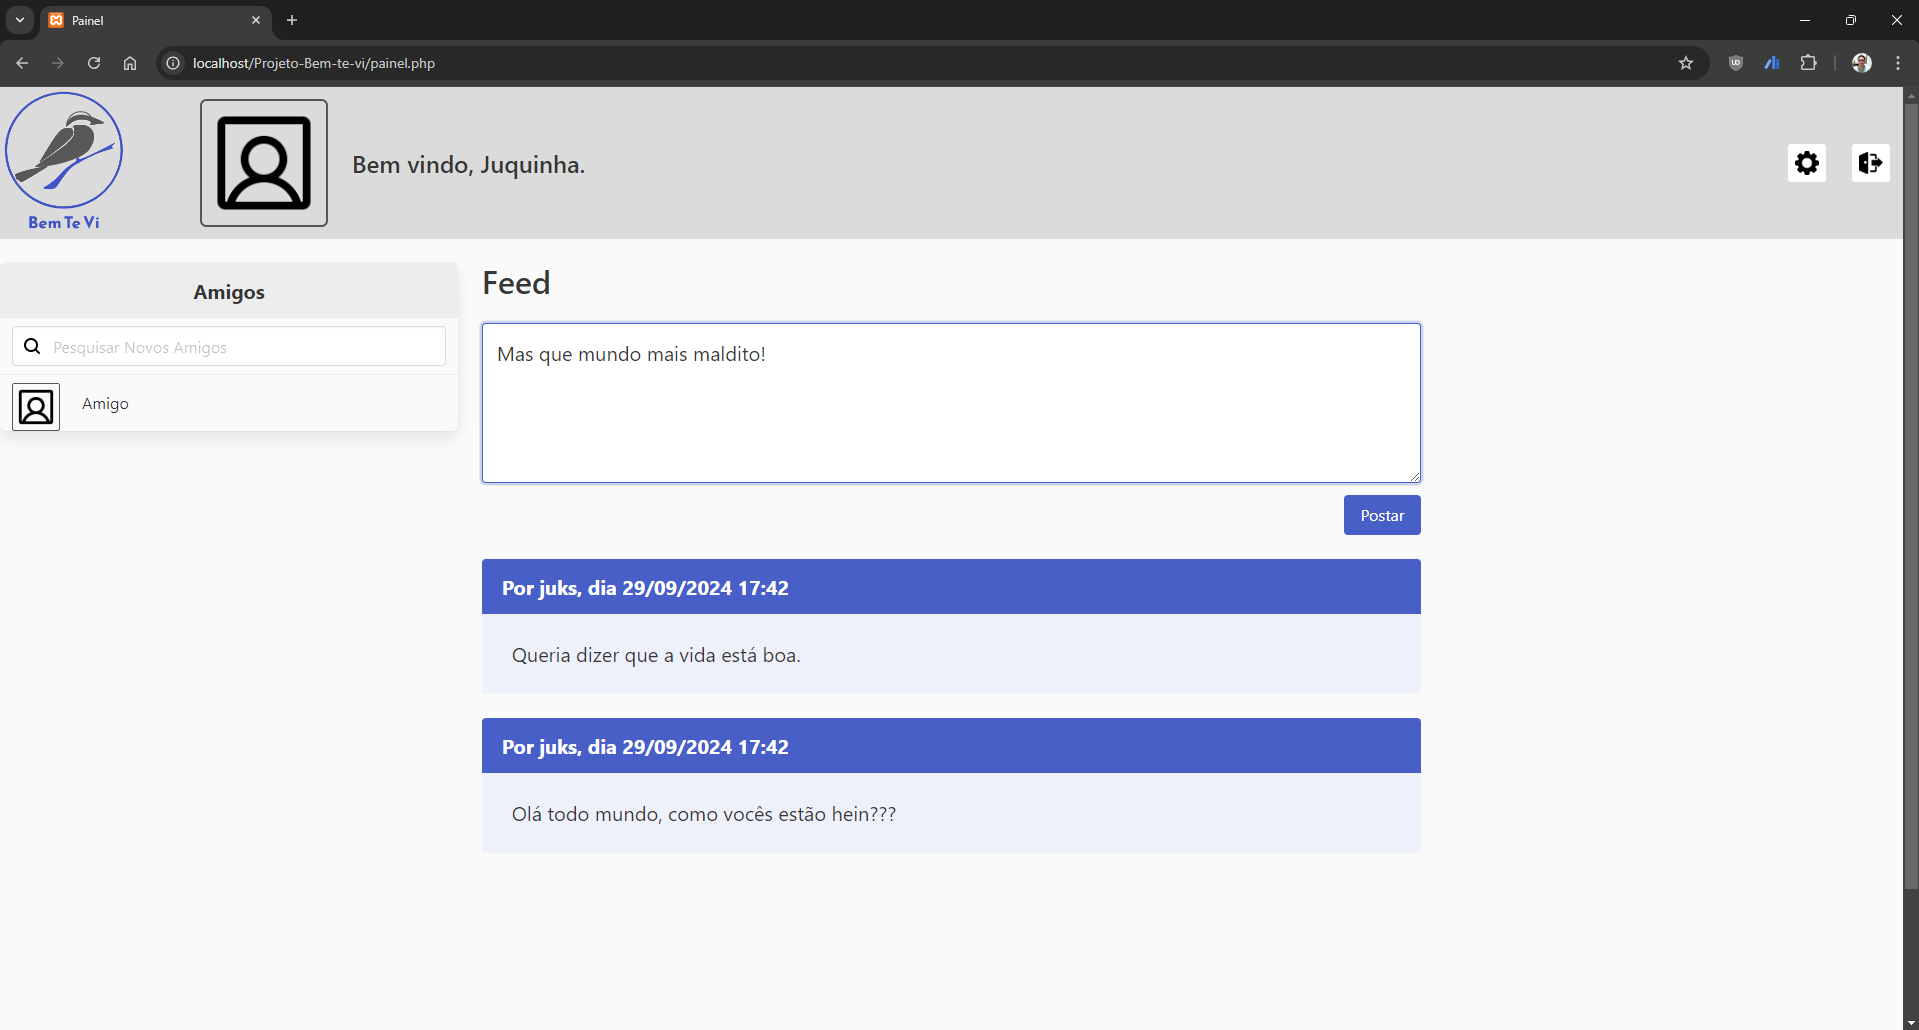 Painel
localhost/Projeto-Bem-te-vi/painel.php
Bem Te Vi
Bem vindo, Juquinha.
Amigos
Pesquisar Novos Amigos
Amigo
Feed
Mas que mundo mais maldito!
Postar
Por juks, dia 29/09/2024 17:42
Queria dizer que a vida está boa.
Por juks, dia 29/09/2024 17:42
Olá todo mundo, como vocês estão hein???